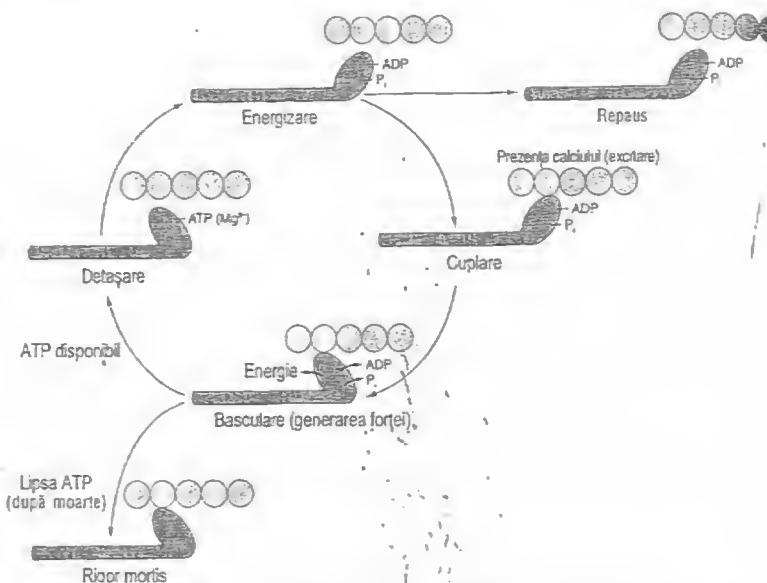 ADP
Pi
Energizare
ADP
Pi
Repaus
Prezența calciului (excitare)
ADP
Pi
Cuplare
ATP (Mg²⁺)
Detașare
ATP disponibil
Energie
ADP
Pi
Basculare (generarea forței)
Lipsa ATP
(după moarte)
Rigor mortis